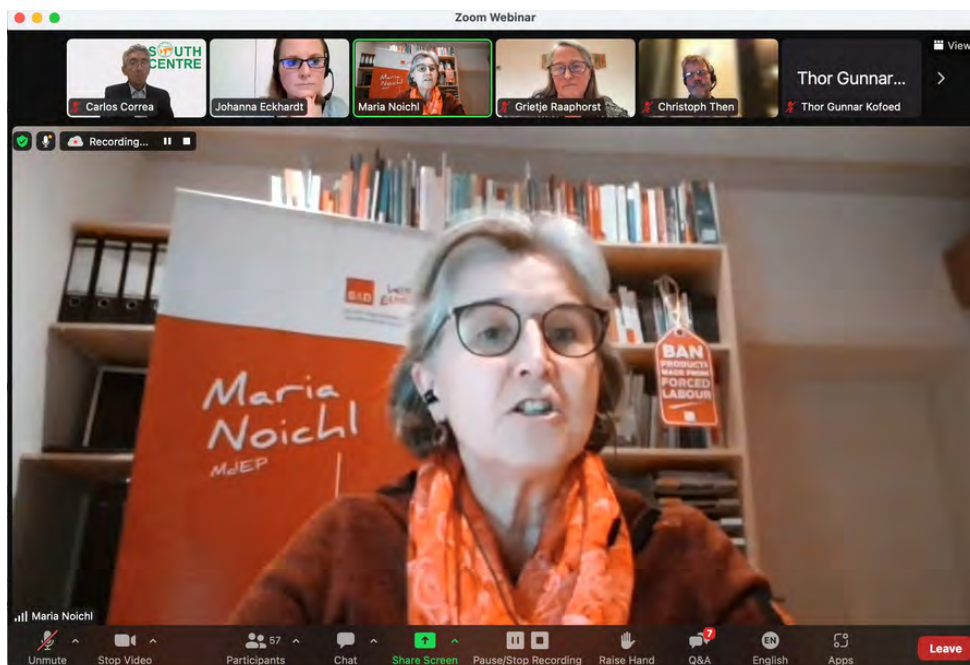 Zoom Webinar
View
SOUTH
CENTRE
Maria
Noichl
Thor Gunnar...
Carlos Correa
Johanna Eckhardt
Maria Noichl
Grietje Raaphorst
Christoph Then
Thor Gunnar Kofoed
Recording...
S&D
Maria
Noichl
MdEP
BAN
PRODUCTS
MADE FROM
FORCED
LABOUR
Maria Noichl
57
7
EN
Unmute
Stop Video
Participants
Chat
Share Screen
Pause/Stop Recording
Raise Hand
Q&A
English
Apps
Leave